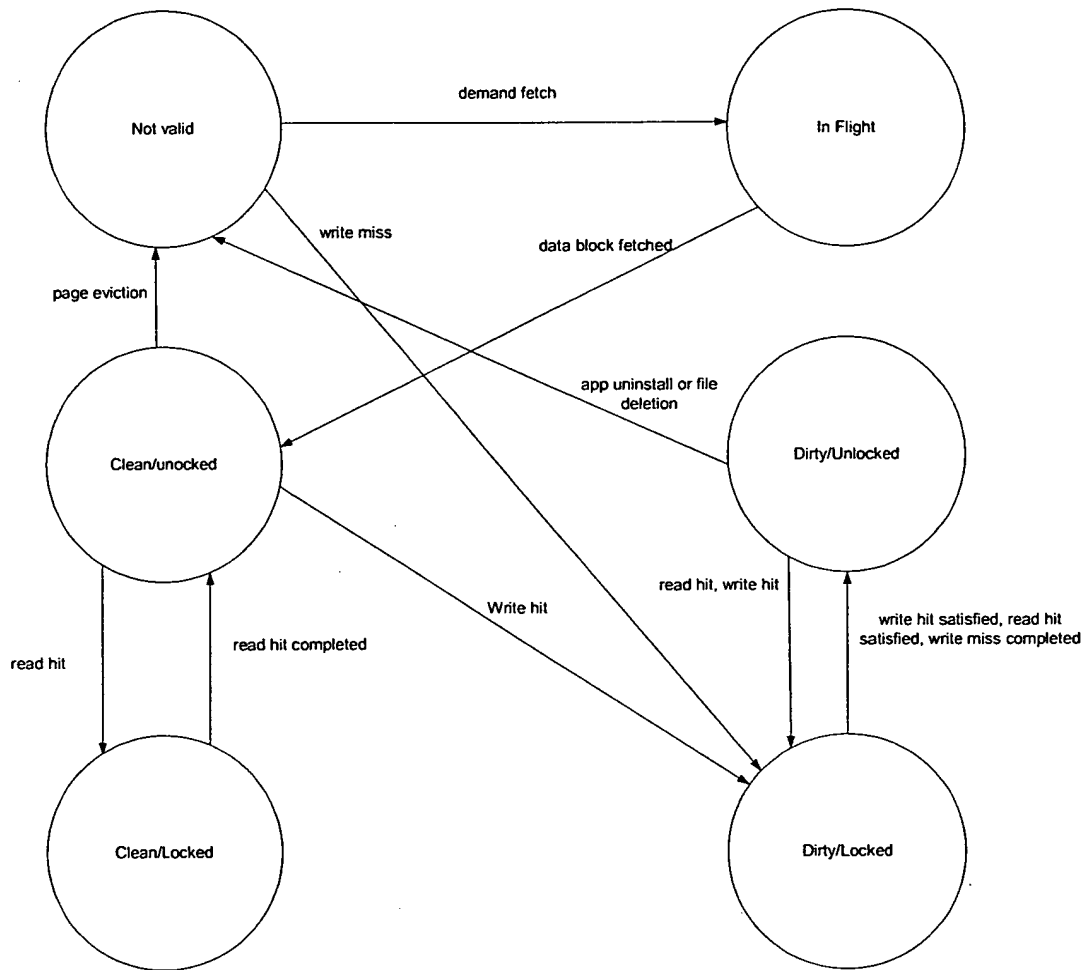 demand fetch
Not valid
In Flight
write miss
data block fetched
page eviction
app uninstall or file
deletion
Clean/unocked
Dirty/Unlocked
read hit, write hit
Write hit
write hit satisfied, read hit
satisfied, write miss completed
read hit completed
read hit
Clean/Locked
Dirty/Locked